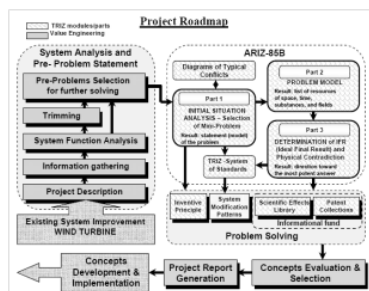 Project Roadmap
TRIZ modules/parts
Value Engineering
System Analysis and
Pre- Problem Statement
Pre-Problems Selection
for further solving
Trimming
System Function Analysis
Information gathering
Project Description
Existing System Improvement
WIND TURBINE
ARIZ-85B
Diagrams of Typical
Conflicts
Part 1
INITIAL SITUATION
ANALYSIS – Selection
of Mini-Problem
Result: statement (model) of
the problem
Part 2
PROBLEM MODEL
Result: list of resources
of space, time,
substances, and fields
Part 3
DETERMINATION of IFR
(Ideal Final Result) and
Physical Contradiction
Result: direction toward the
most potent answer
TRIZ -System
of Standards
Inventive
Principle
System
Modification
Patterns
Scientific Effects
Library
Patent
Collections
Informational fund
Problem Solving
Concepts
Development &
Implementation
Project Report
Generation
Concepts Evaluation &
Selection